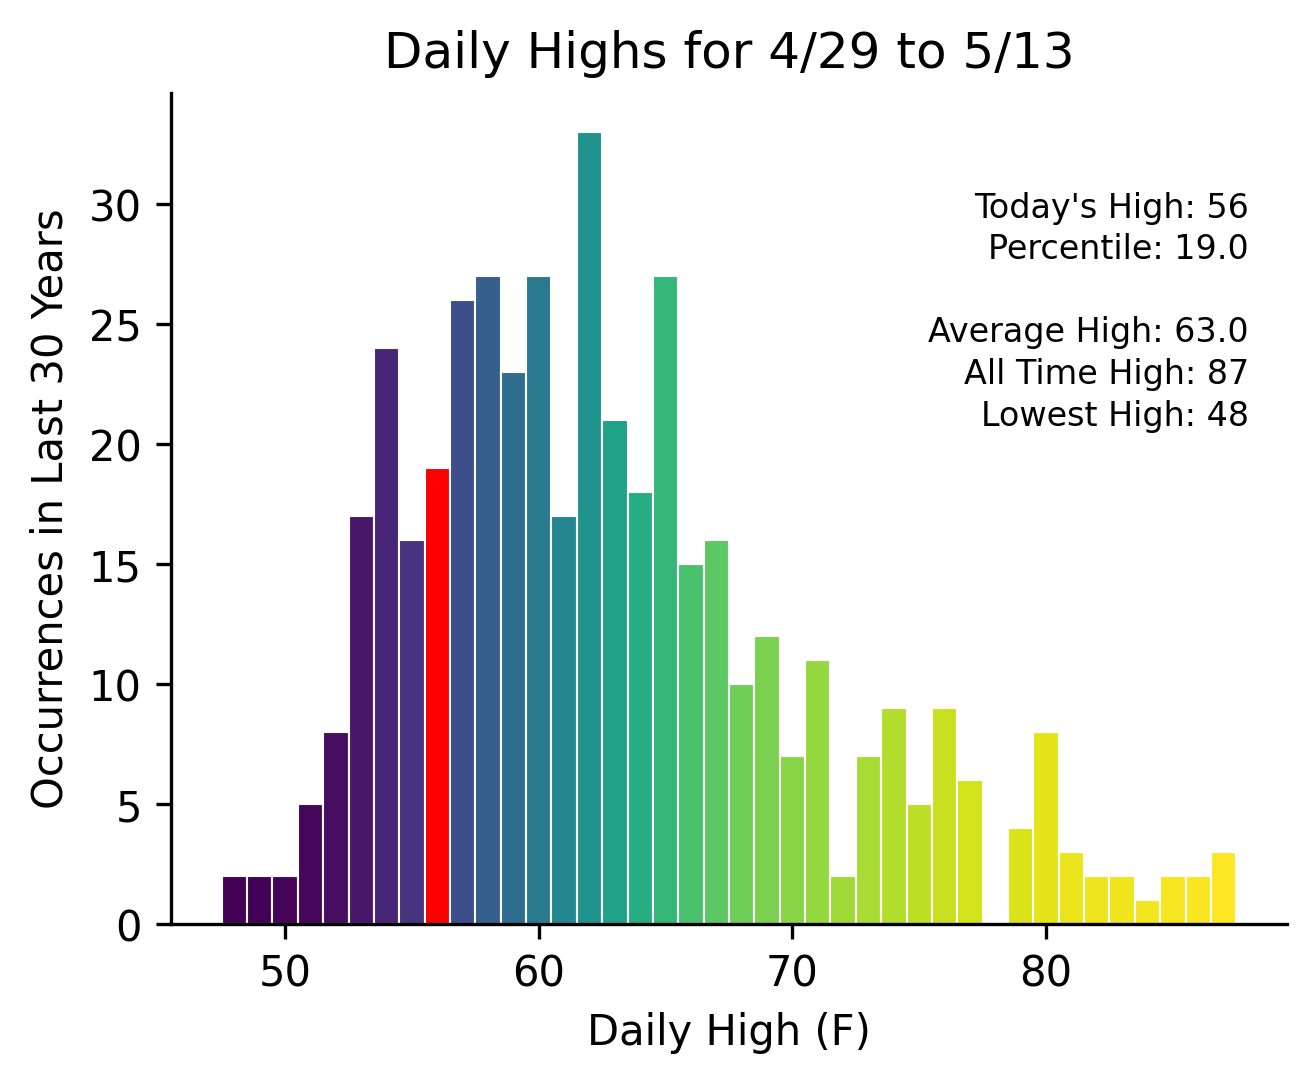 Daily Highs for 4/29 to 5/13
Occurrences in Last 30 Years
30
25
20
15
10
5
0
Today's High: 56
Percentile: 19.0
Average High: 63.0
All Time High: 87
Lowest High: 48
50 60 70 80
Daily High (F)